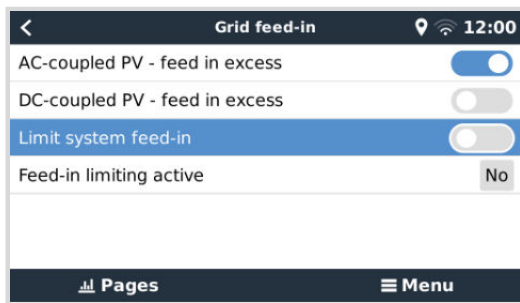 Grid feed-in 12:00
AC-coupled PV - feed in excess
DC-coupled PV - feed in excess
Limit system feed-in
Feed-in limiting active No
Pages Menu